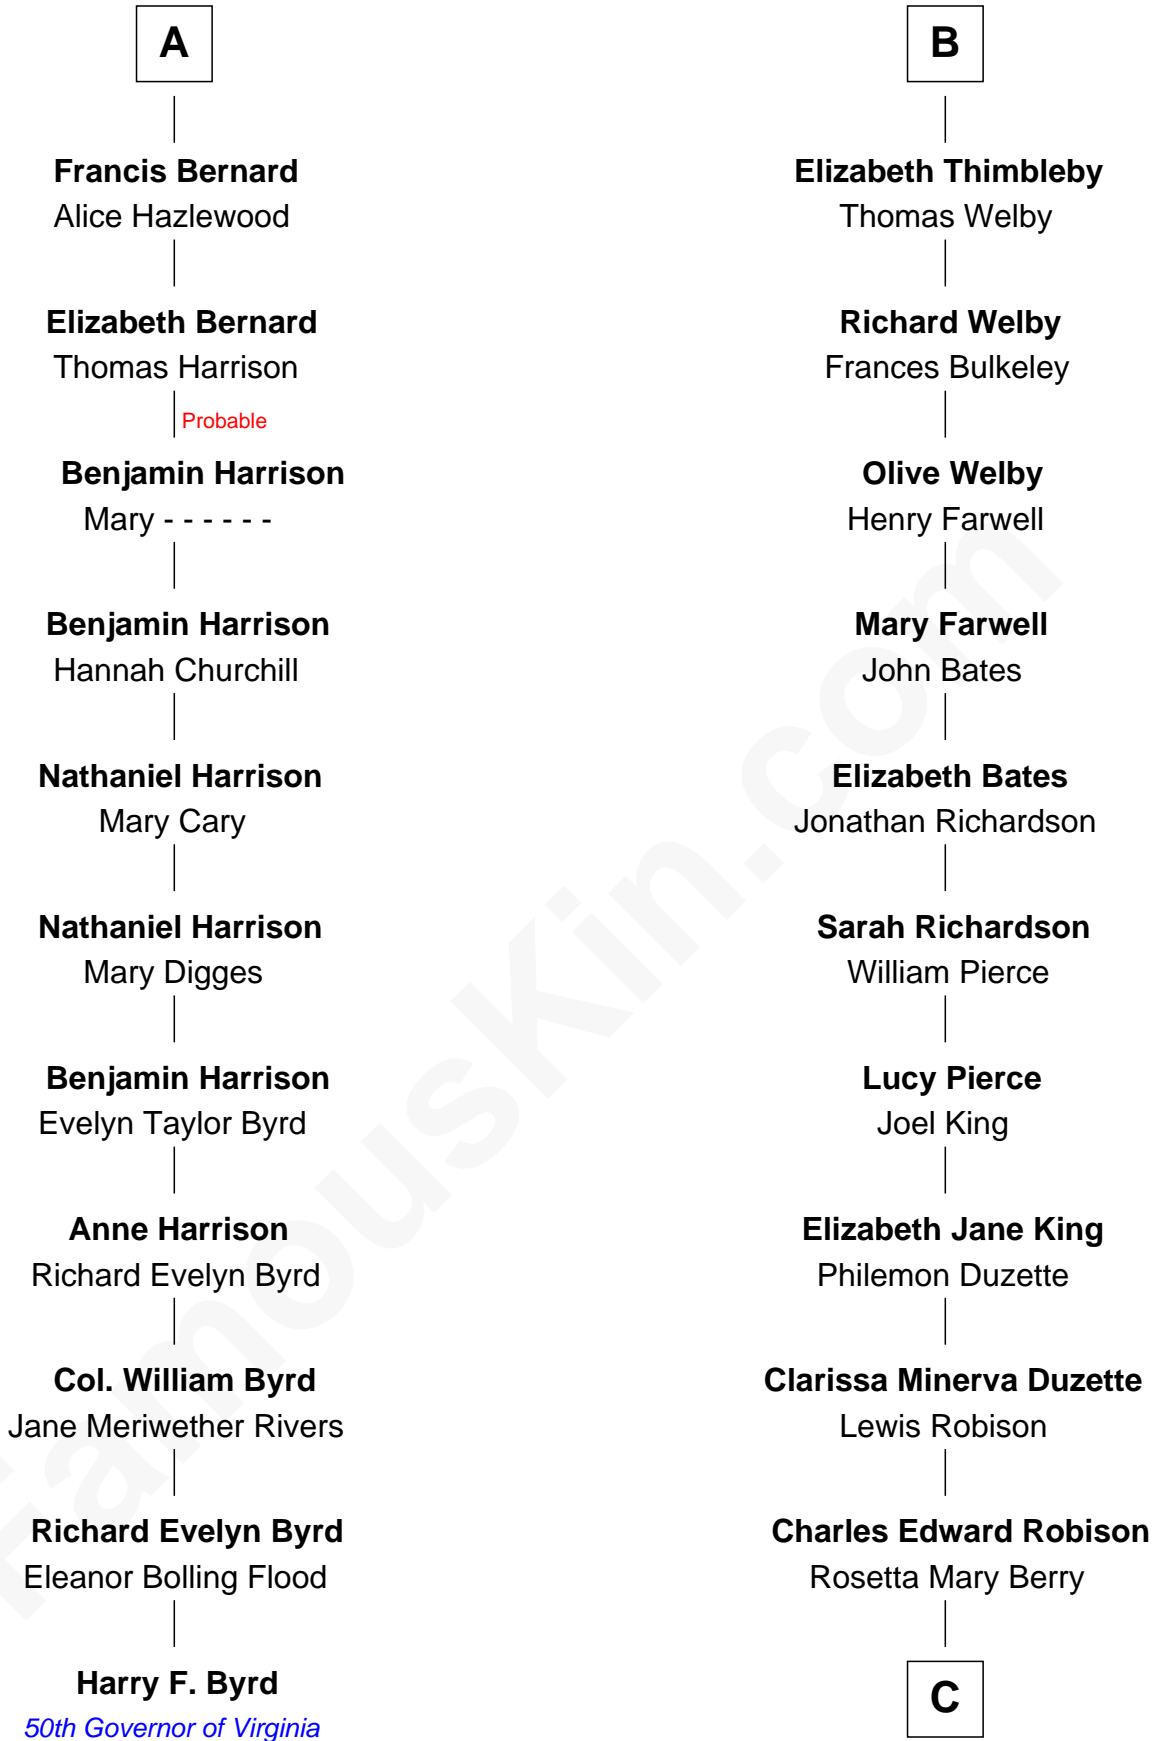 A
Francis Bernard
Alice Hazlewood
Elizabeth Bernard
Thomas Harrison
Probable
Benjamin Harrison
Mary - - - - - -
Benjamin Harrison
Hannah Churchill
Nathaniel Harrison
Mary Cary
Nathaniel Harrison
Mary Digges
Benjamin Harrison
Evelyn Taylor Byrd
Anne Harrison
Richard Evelyn Byrd
Col. William Byrd
Jane Meriwether Rivers
Richard Evelyn Byrd
Eleanor Bolling Flood
Harry F. Byrd
50th Governor of Virginia
B
Elizabeth Thimbleby
Thomas Welby
Richard Welby
Frances Bulkeley
Olive Welby
Henry Farwell
Mary Farwell
John Bates
Elizabeth Bates
Jonathan Richardson
Sarah Richardson
William Pierce
Lucy Pierce
Joel King
Elizabeth Jane King
Philemon Duzette
Clarissa Minerva Duzette
Lewis Robison
Charles Edward Robison
Rosetta Mary Berry
C
FamousKin.com